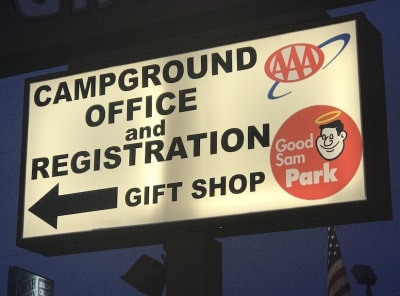 CAMPGROUND
OFFICE
and
REGISTRATION
GIFT SHOP
AAA
Good
Sam
Park